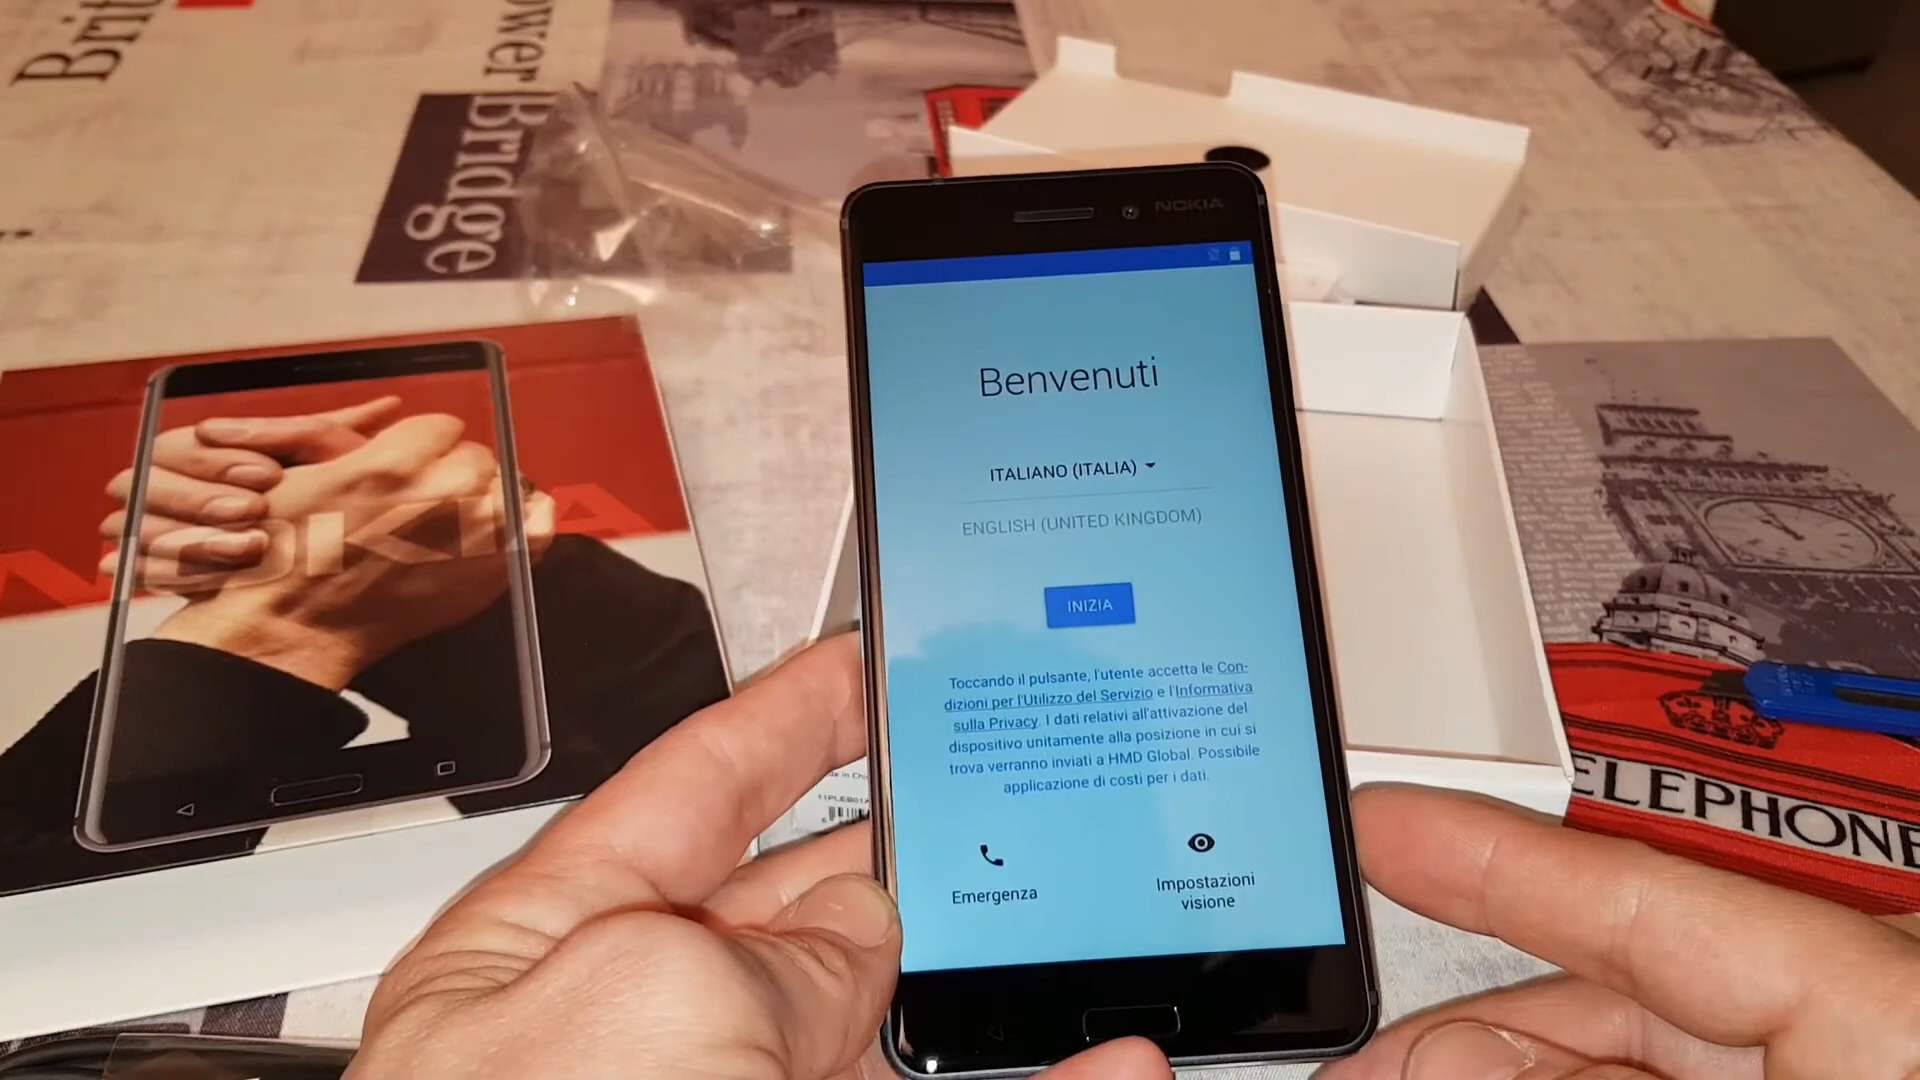 Brit
ower Bridge
NOKIA
Benvenuti
ITALIANO (ITALIA)
ENGLISH (UNITED KINGDOM)
INIZIA
Toccando il pulsante, l'utente accetta le Con-
dizioni per l'Utilizzo del Servizio e l'Informativa
sulla Privacy. I dati relativi all'attivazione del
dispositivo unitamente alla posizione in cui si
trova verranno inviati a HMD Global. Possibile
applicazione di costi per i dati.
Emergenza
Impostazioni
visione
NOKIA
ELEPHONE